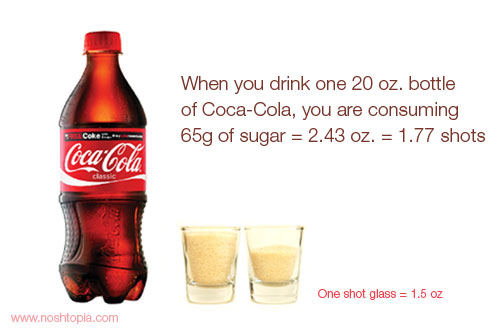 When you drink one 20 oz. bottle
of Coca-Cola, you are consuming
65g of sugar = 2.43 oz. = 1.77 shots
Coke
Coca-Cola
classic
One shot glass = 1.5 oz
www.noshtopia.com